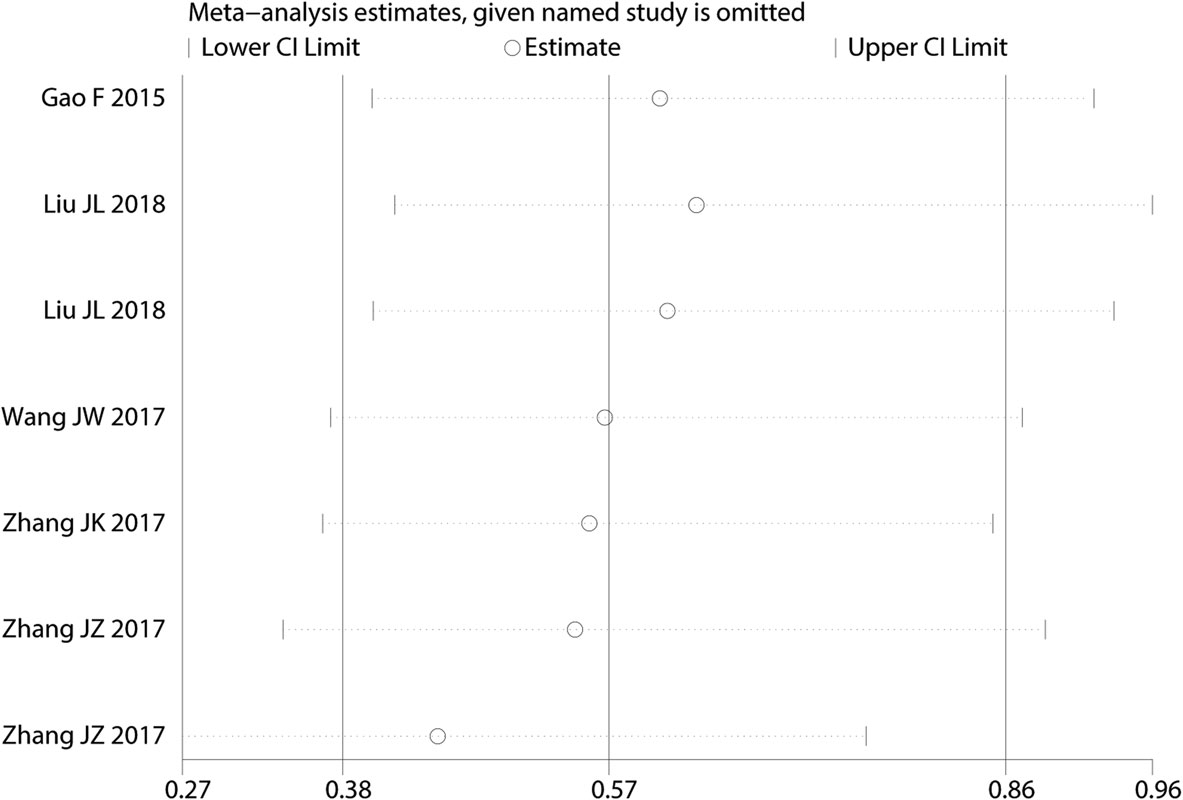 Meta−analysis estimates, given named study is omitted
Lower CI Limit Estimate Upper CI Limit
Gao F 2015
Liu JL 2018
Liu JL 2018
Wang JW 2017
Zhang JK 2017
Zhang JZ 2017
Zhang JZ 2017
0.27 0.38 0.57 0.86 0.96